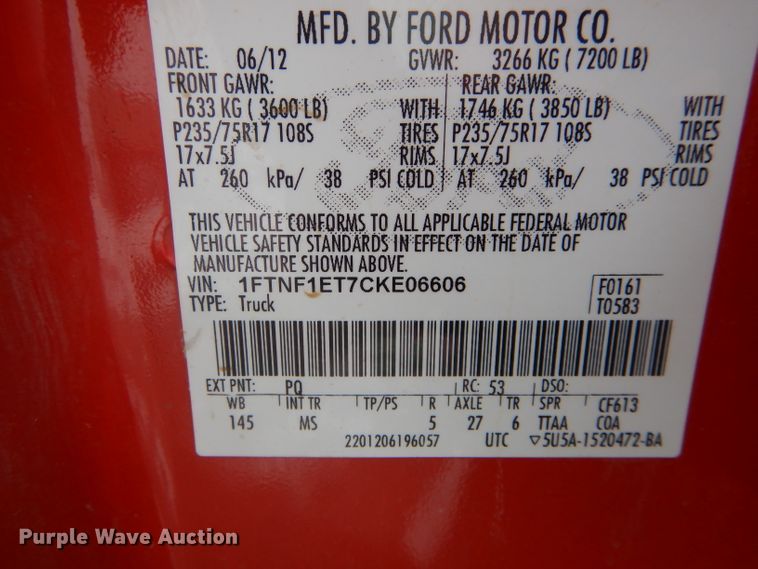 MFD. BY FORD MOTOR CO.
DATE: 06/12 GVWR: 3266 KG ( 7200 LB)
FRONT GAWR: REAR GAWR:
1633 KG ( 3600 LB) WITH 1746 KG ( 3850 LB) WITH
P235/75R17 108S TIRES P235/75R17 108S TIRES
17x7.5J RIMS 17x7.5J RIMS
AT 260 kPa/ 38 PSI COLD AT 260 kPa/ 38 PSI COLD
THIS VEHICLE CONFORMS TO ALL APPLICABLE FEDERAL MOTOR
VEHICLE SAFETY STANDARDS IN EFFECT ON THE DATE OF
MANUFACTURE SHOWN ABOVE.
VIN: 1FTNF1ET7CKE06606 F0161
TYPE: Truck T0583
EXT PNT: PQ RC: 53 DSO:
WB INT TR TP/PS R AXLE TR SPR CF613
145 MS 5 27 6 TTAA COA
2201206196057 UTC ▽5U5A-1520472-BA
Purple Wave Auction